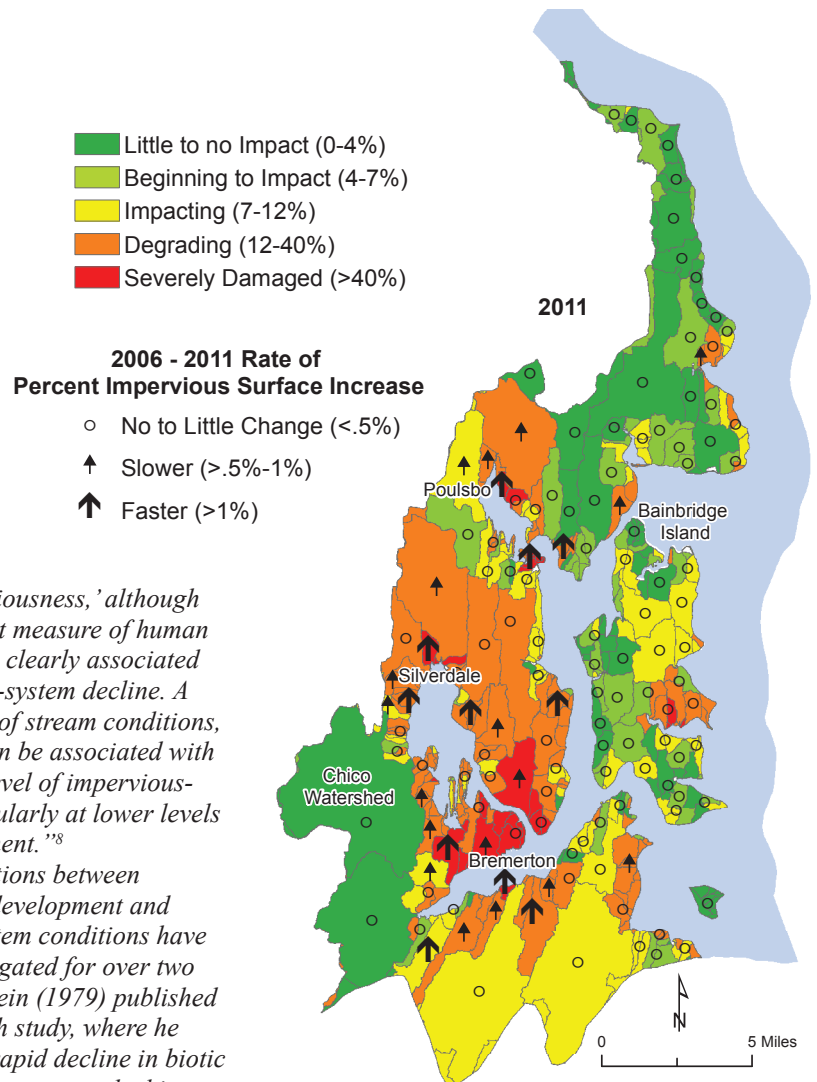 Little to no Impact (0-4%)
Beginning to Impact (4-7%)
Impacting (7-12%)
Degrading (12-40%)
Severely Damaged (>40%)
2011
2006 - 2011 Rate of
Percent Impervious Surface Increase
No to Little Change (<.5%)
Slower (>.5%-1%)
Faster (>1%)
Poulsbo
Bainbridge
Island
Silverdale
Chico
Watershed
Bremerton
N
0 5 Miles
iousness,' although
t measure of human
clearly associated
-system decline. A
of stream conditions,
n be associated with
evel of impervious-
ularly at lower levels
nent."8
tions between
development and
tem conditions have
gated for over two
ein (1979) published
h study, where he
rapid decline in biotic